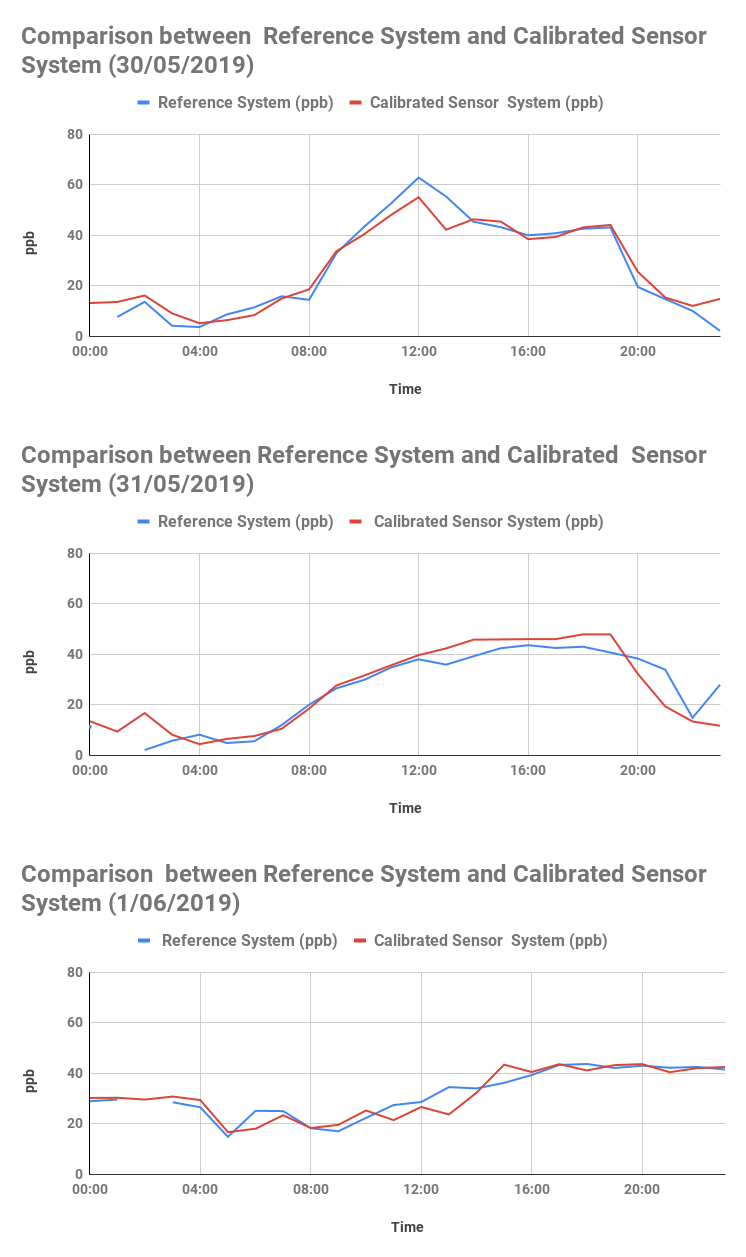 Comparison between  Reference System and Calibrated Sensor
System (30/05/2019)
Reference System (ppb)   Calibrated Sensor  System (ppb)
80
60
40
20
0
ppb
00:00 04:00 08:00 12:00 16:00 20:00
Time
Comparison between Reference System and Calibrated  Sensor
System (31/05/2019)
Reference System (ppb)   Calibrated Sensor System (ppb)
80
60
40
20
0
ppb
00:00 04:00 08:00 12:00 16:00 20:00
Time
Comparison  between Reference System and Calibrated Sensor
System (1/06/2019)
Reference System (ppb)   Calibrated Sensor  System (ppb)
80
60
40
20
0
ppb
00:00 04:00 08:00 12:00 16:00 20:00
Time